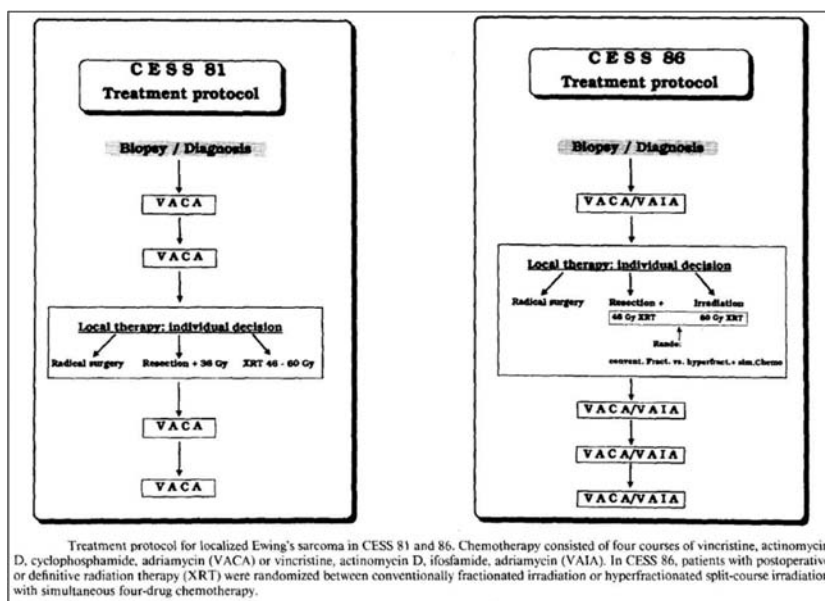 CESS 81
Treatment protocol
Biopsy / Diagnosis
VACA
VACA
Local therapy: individual decision
Radical surgery Resection + 36 Gy XRT 46 - 60 Gy
VACA
VACA
CESS 86
Treatment protocol
Biopsy / Diagnosis
VACA/VAIA
Local therapy: individual decision
Radical surgery Resection + Irradiation
46 Gy XRT 60 Gy XRT
Rando:
convent. Fract. vs. hyperfract.+ sim.Chemo
VACA/VAIA
VACA/VAIA
VACA/VAIA
Treatment protocol for localized Ewing's sarcoma in CESS 81 and 86. Chemotherapy consisted of four courses of vincristine, actinomycin
D, cyclophosphamide, adriamycin (VACA) or vincristine, actinomycin D, ifosfamide, adriamycin (VAIA). In CESS 86, patients with postoperative
or definitive radiation therapy (XRT) were randomized between conventionally fractionated irradiation or hyperfractionated split-course irradiation
with simultaneous four-drug chemotherapy.